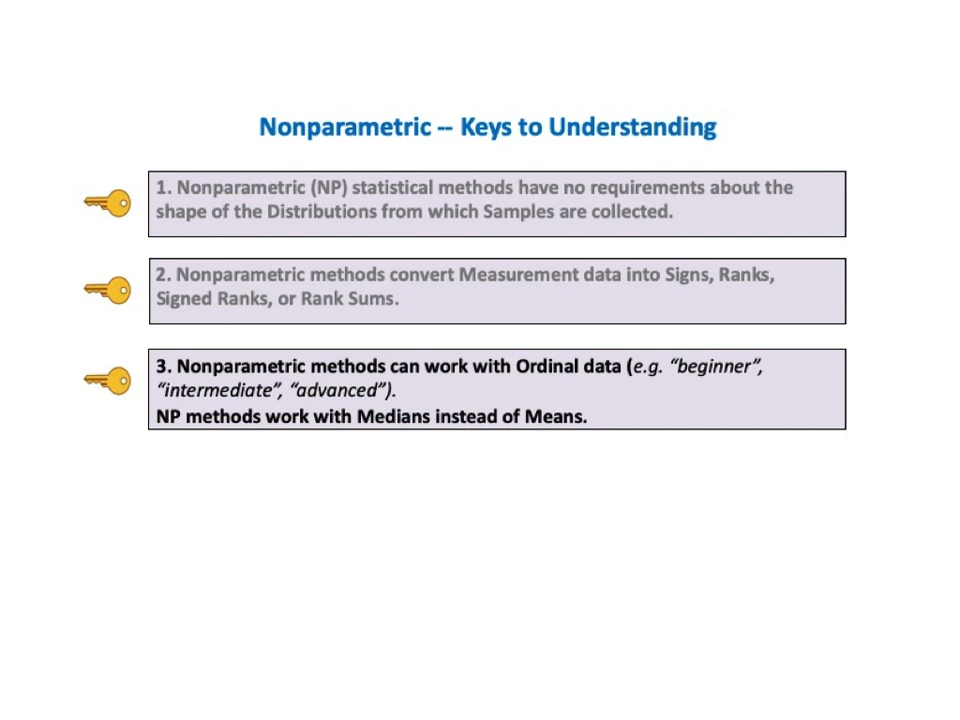 Nonparametric -- Keys to Understanding
1. Nonparametric (NP) statistical methods have no requirements about the
shape of the Distributions from which Samples are collected.
2. Nonparametric methods convert Measurement data into Signs, Ranks,
Signed Ranks, or Rank Sums.
3. Nonparametric methods can work with Ordinal data (e.g. “beginner”,
“intermediate”, “advanced”).
NP methods work with Medians instead of Means.